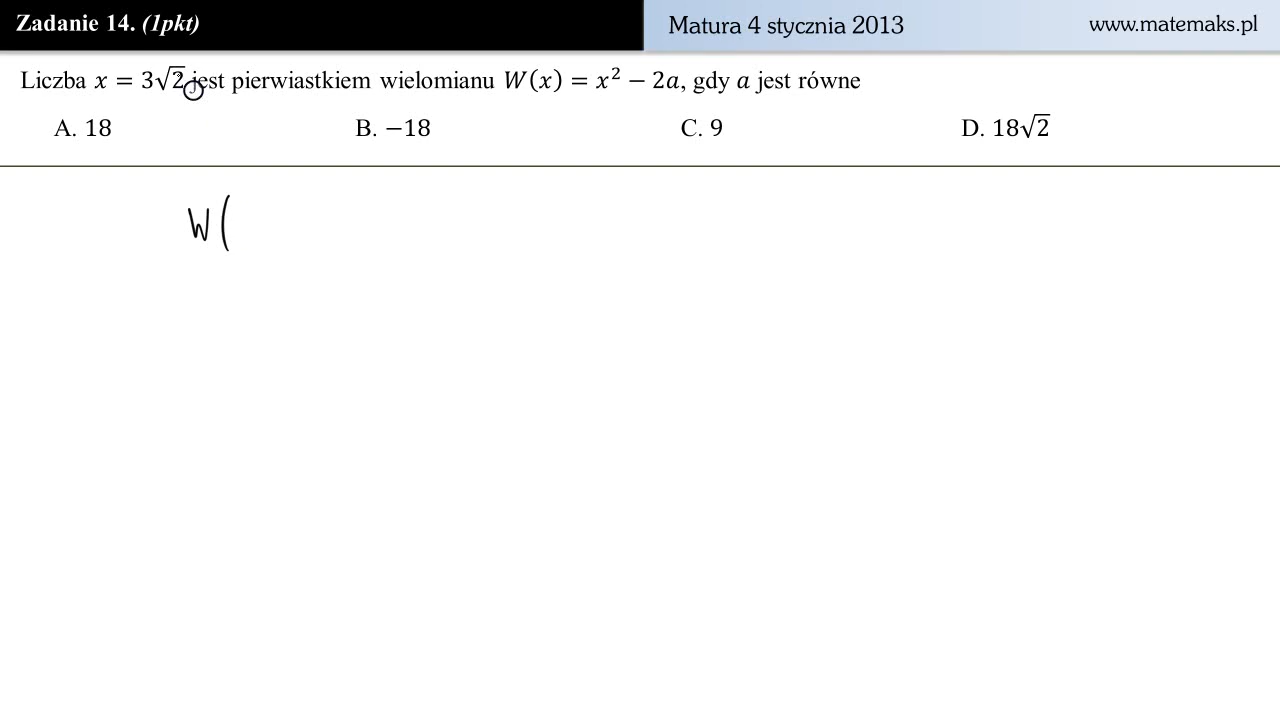 Zadanie 14. (1pkt)
Matura 4 stycznia 2013
www.matemaks.pl
Liczba x = 3√2 jest pierwiastkiem wielomianu W(x) = x² − 2a, gdy a jest równe
A. 18 B. −18 C. 9 D. 18√2
W(